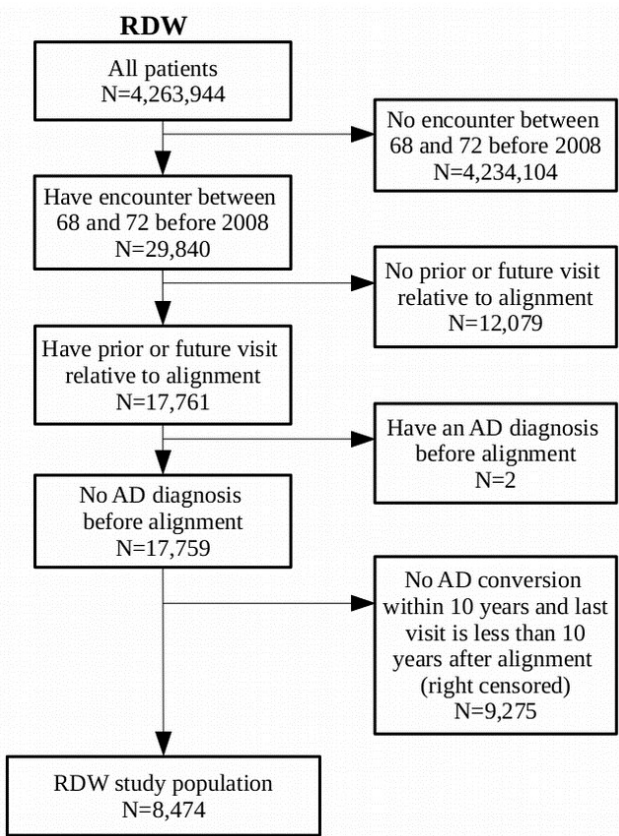 RDW
All patients
N=4,263,944
No encounter between
68 and 72 before 2008
N=4,234,104
Have encounter between
68 and 72 before 2008
N=29,840
No prior or future visit
relative to alignment
N=12,079
Have prior or future visit
relative to alignment
N=17,761
Have an AD diagnosis
before alignment
N=2
No AD diagnosis
before alignment
N=17,759
No AD conversion
within 10 years and last
visit is less than 10
years after alignment
(right censored)
N=9,275
RDW study population
N=8,474